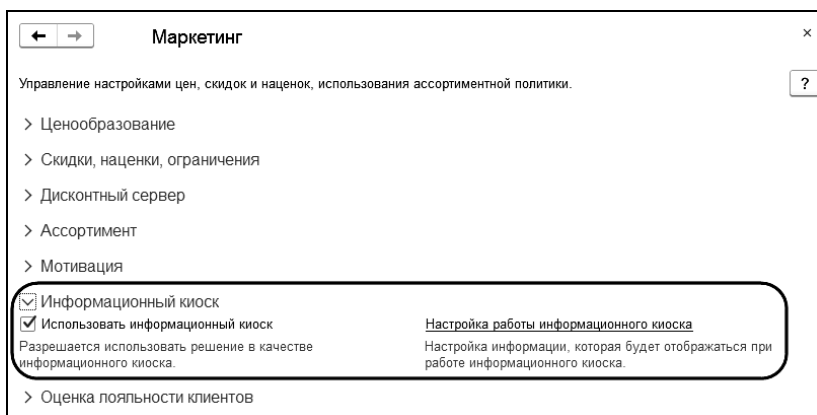 Маркетинг
Управление настройками цен, скидок и наценок, использования ассортиментной политики.
?
Ценообразование
Скидки, наценки, ограничения
Дисконтный сервер
Ассортимент
Мотивация
Информационный киоск
Использовать информационный киоск
Настройка работы информационного киоска
Разрешается использовать решение в качестве
информационного киоска.
Настройка информации, которая будет отображаться при
работе информационного киоска.
Оценка лояльности клиентов